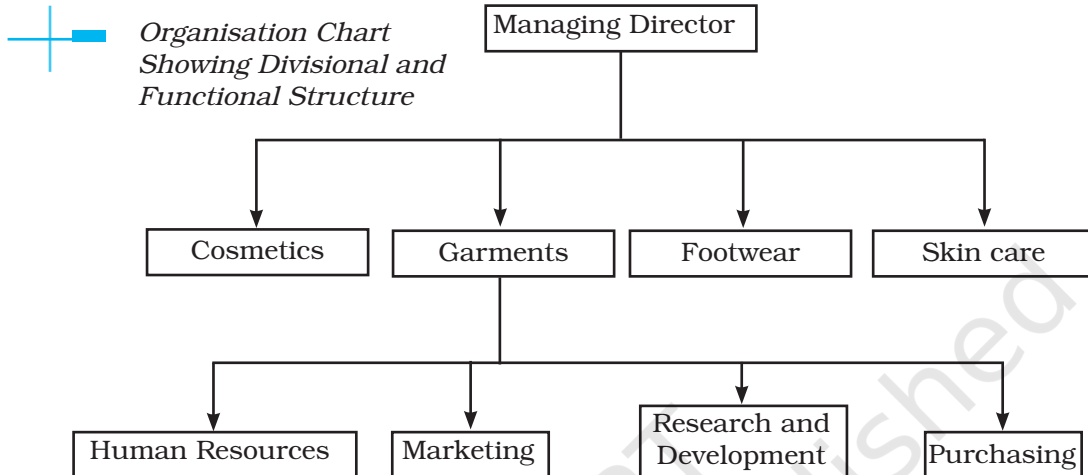 Organisation Chart
Showing Divisional and
Functional Structure
Managing Director
Cosmetics
Garments
Footwear
Skin care
Human Resources
Marketing
Research and
Development
Purchasing